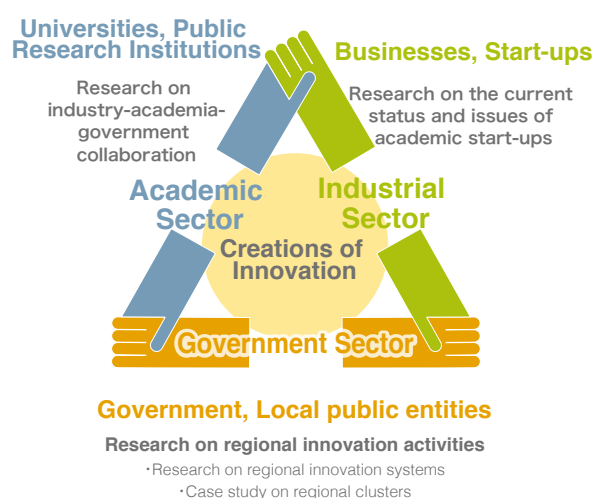 Universities, Public
Research Institutions
Research on
industry-academia-
government
collaboration
Businesses, Start-ups
Research on the current
status and issues of
academic start-ups
Academic
Sector
Industrial
Sector
Creations of
Innovation
Government Sector
Government, Local public entities
Research on regional innovation activities
・Research on regional innovation systems
・Case study on regional clusters